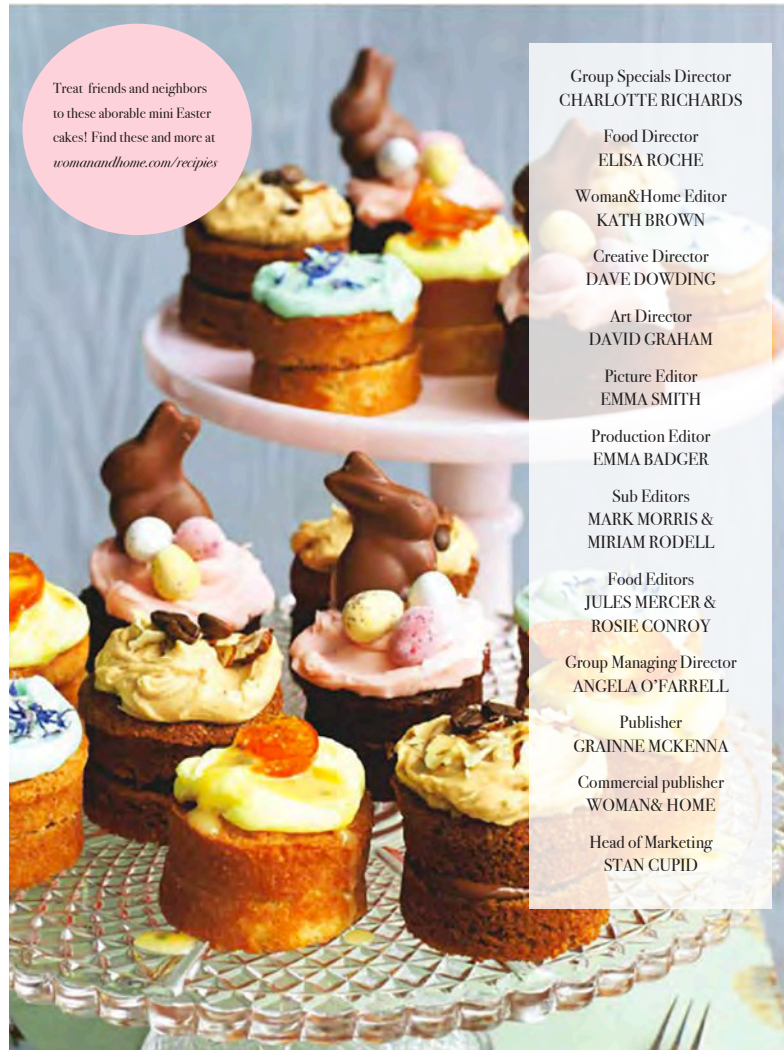 Treat friends and neighbors
to these aborable mini Easter
cakes! Find these and more at
womanandhome.com/recipies
Group Specials Director
CHARLOTTE RICHARDS
Food Director
ELISA ROCHE
Woman&Home Editor
KATH BROWN
Creative Director
DAVE DOWDING
Art Director
DAVID GRAHAM
Picture Editor
EMMA SMITH
Production Editor
EMMA BADGER
Sub Editors
MARK MORRIS &
MIRIAM RODELL
Food Editors
JULES MERCER &
ROSIE CONROY
Group Managing Director
ANGELA O’FARRELL
Publisher
GRAINNE MCKENNA
Commercial publisher
WOMAN& HOME
Head of Marketing
STAN CUPID